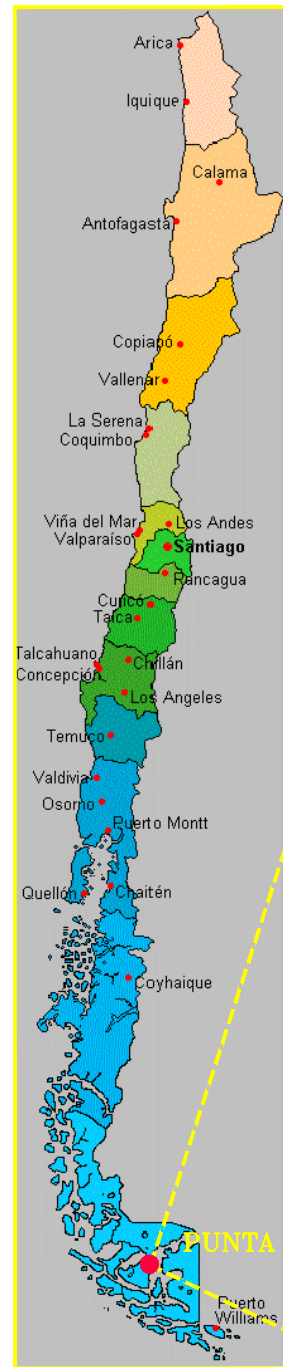 Arica
Iquique
Calama
Antofagasta
Copiapó
Vallenar
La Serena
Coquimbo
Viña del Mar
Los Andes
Valparaíso
Santiago
Rancagua
Curicó
Talca
Talcahuano
Chillán
Concepción
Los Angeles
Temuco
Valdivia
Osorno
Puerto Montt
Quellón
Chaitén
Coyhaique
PUNTA
Puerto
Williams